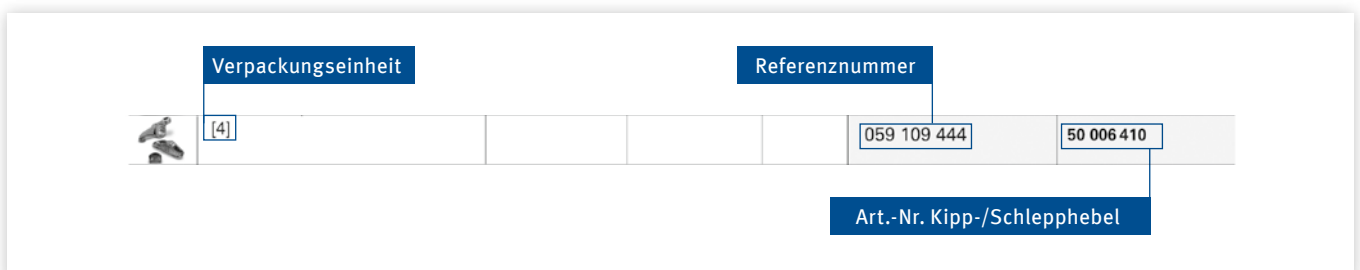 Verpackungseinheit
Referenznummer
[4]
059 109 444
50 006 410
Art.-Nr. Kipp-/Schlepphebel